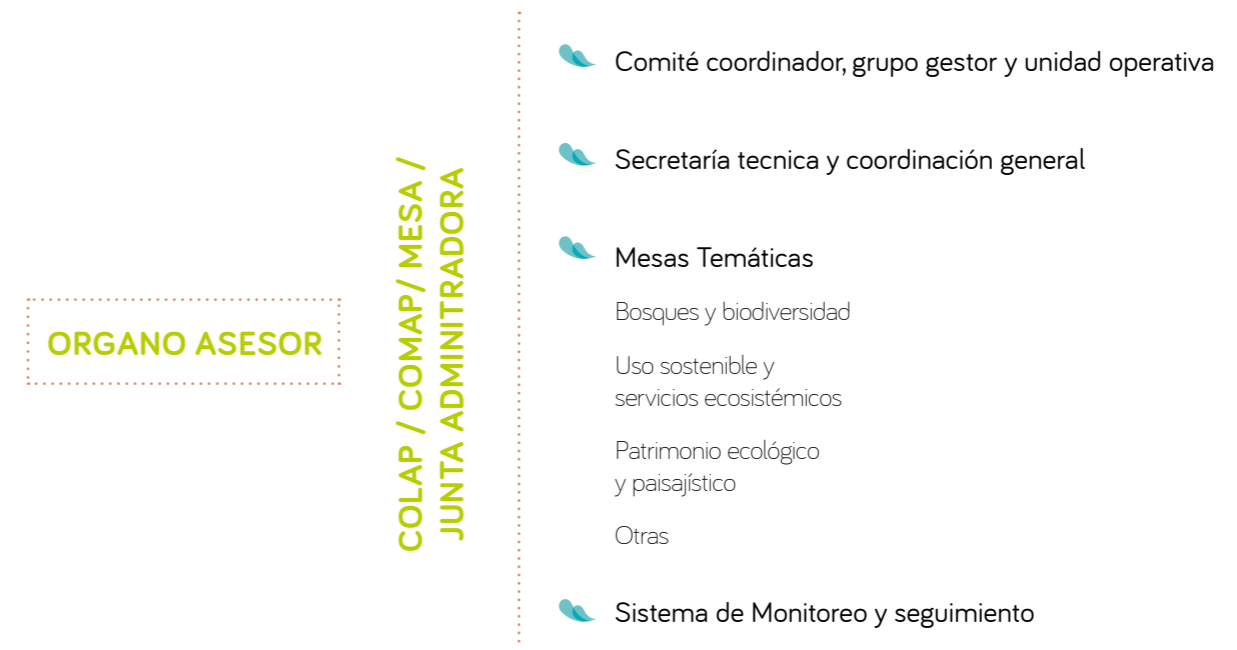 ORGANO ASESOR
COLAP / COMAP/ MESA /
JUNTA ADMINITRADORA
Comité coordinador, grupo gestor y unidad operativa
Secretaría tecnica y coordinación general
Mesas Temáticas
Bosques y biodiversidad
Uso sostenible y
servicios ecosistémicos
Patrimonio ecológico
y paisajístico
Otras
Sistema de Monitoreo y seguimiento